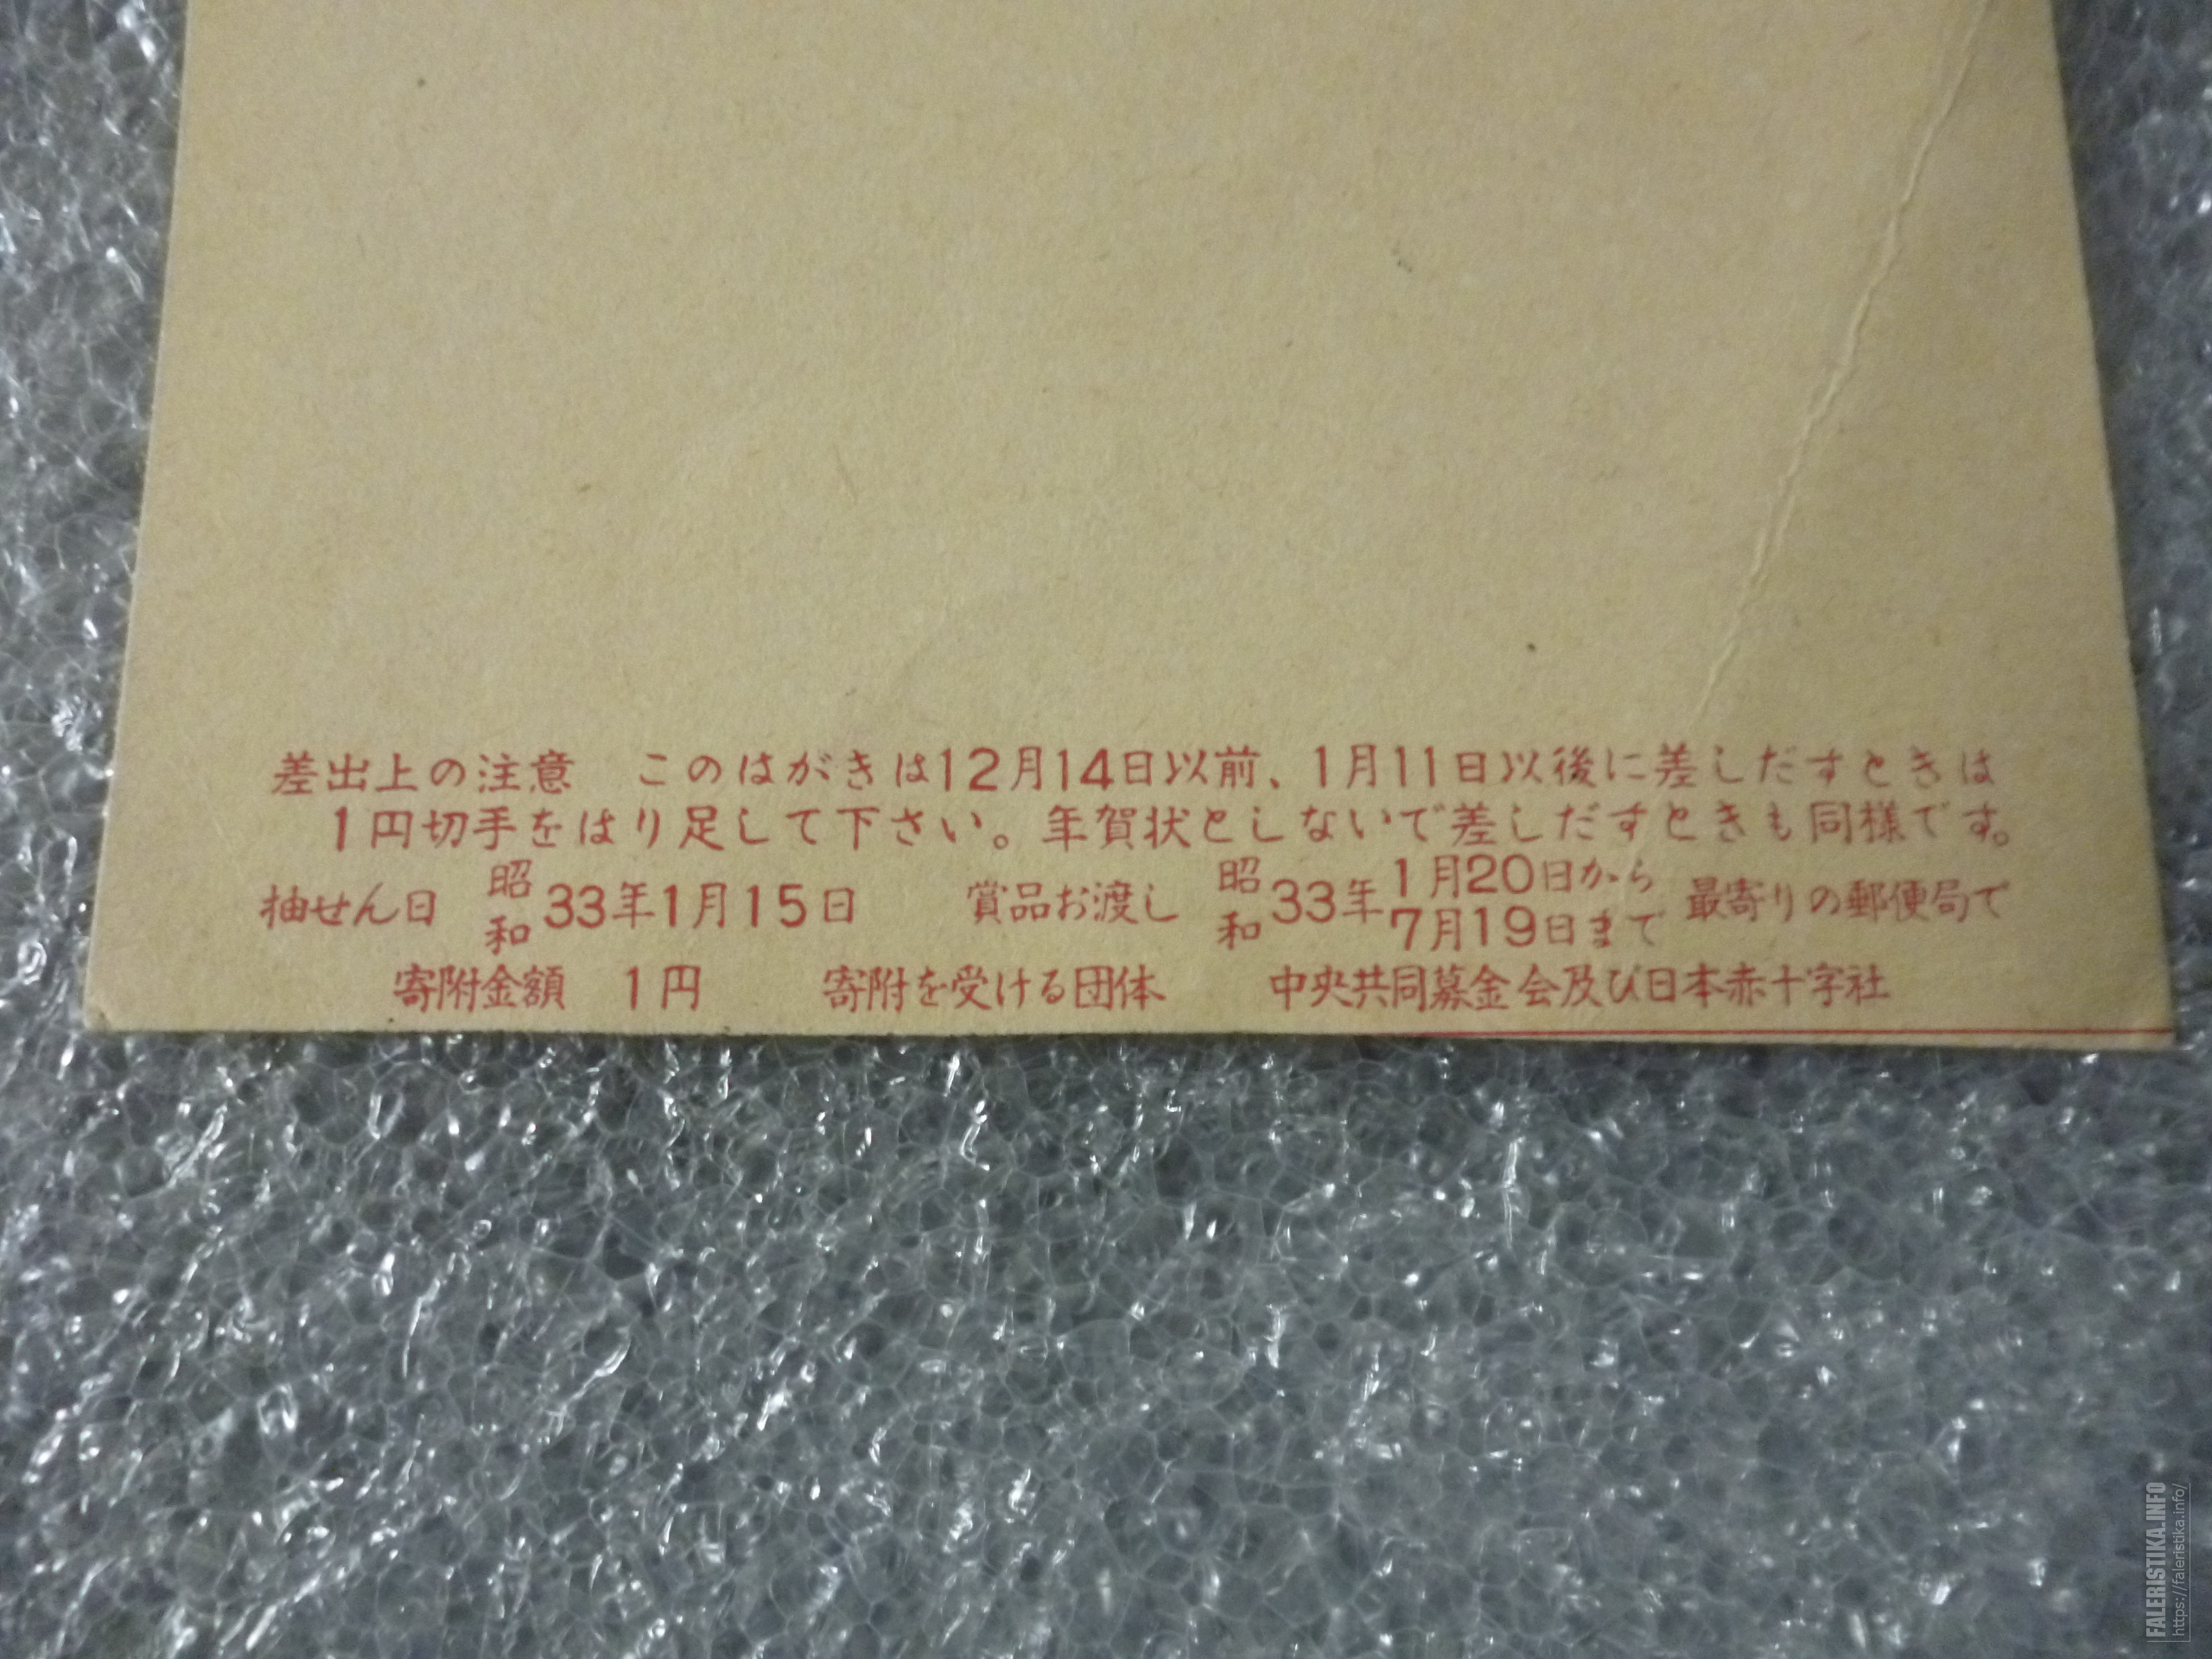 差出上の注意　このはがきは12月14日以前、1月11日以後に差しだすときは
1円切手をはり足して下さい。年賀状としないで差しだすときも同様です。
抽せん日　昭和33年1月15日　賞品お渡し　昭和33年1月20日から7月19日まで　最寄りの郵便局で
寄附金額　1円　寄附を受ける団体　中央共同募金会及び日本赤十字社
FALERISTIKA.INFO
https://faleristika.info/